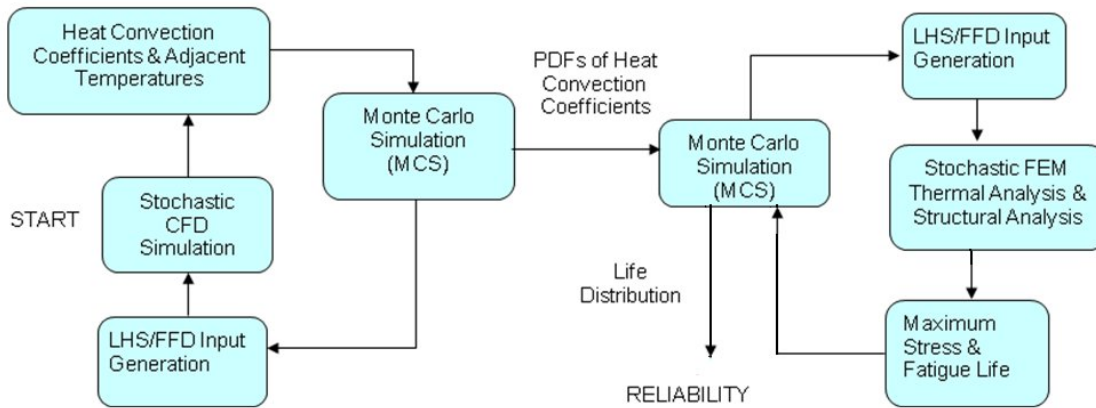 Heat Convection
Coefficients & Adjacent
Temperatures
Monte Carlo
Simulation
(MCS)
START
Stochastic
CFD
Simulation
LHS/FFD Input
Generation
PDFs of Heat
Convection
Coefficients
Monte Carlo
Simulation
(MCS)
Life
Distribution
RELIABILITY
LHS/FFD Input
Generation
Stochastic FEM
Thermal Analysis &
Structural Analysis
Maximum
Stress &
Fatigue Life